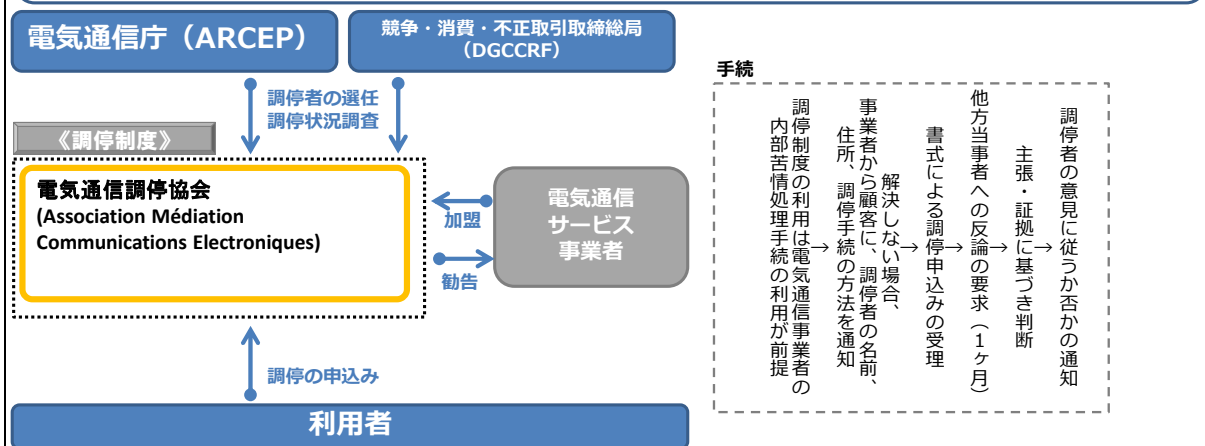 電気通信庁（ARCEP）
競争・消費・不正取引取締総局
（DGCCRF）
調停者の選任
調停状況調査
《調停制度》
電気通信調停協会
(Association Médiation
Communications Electroniques)
加盟
勧告
電気通信
サービス
事業者
調停の申込み
利用者
手続
調停制度の利用は電気通信事業者の
内部苦情処理手続の利用が前提
→
解決しない場合、
事業者から顧客に、調停者の名前、
住所、調停手続の方法を通知
→
書式による調停申込みの受理
→
他方当事者への反論の要求（１ヶ月）
→
主張・証拠に基づき判断
→
調停者の意見に従うか否かの通知